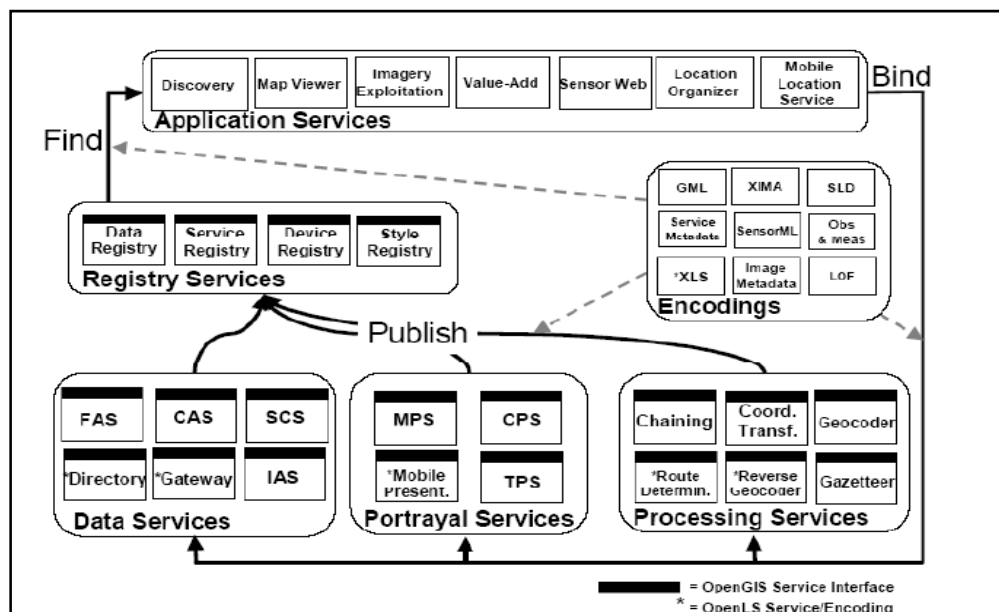 Discovery
Map Viewer
Imagery
Exploitation
Value-Add
Sensor Web
Location
Organizer
Mobile
Location
Service
Application Services
Bind
Find
GML
XIMA
SLD
Service
Metadata
SensorML
Obs
& meas
*XLS
Image
Metadata
LOF
Encodings
Data
Registry
Service
Registry
Device
Registry
Style
Registry
Registry Services
Publish
FAS
CAS
SCS
*Directory
*Gateway
IAS
Data Services
MPS
CPS
*Mobile
Present.
TPS
Portrayal Services
Chaining
Coord.
Transf.
Geocoder
*Route
Determin.
*Reverse
Geocoder
Gazetteer
Processing Services
= OpenGIS Service Interface
* = OpenLS Service/Encoding